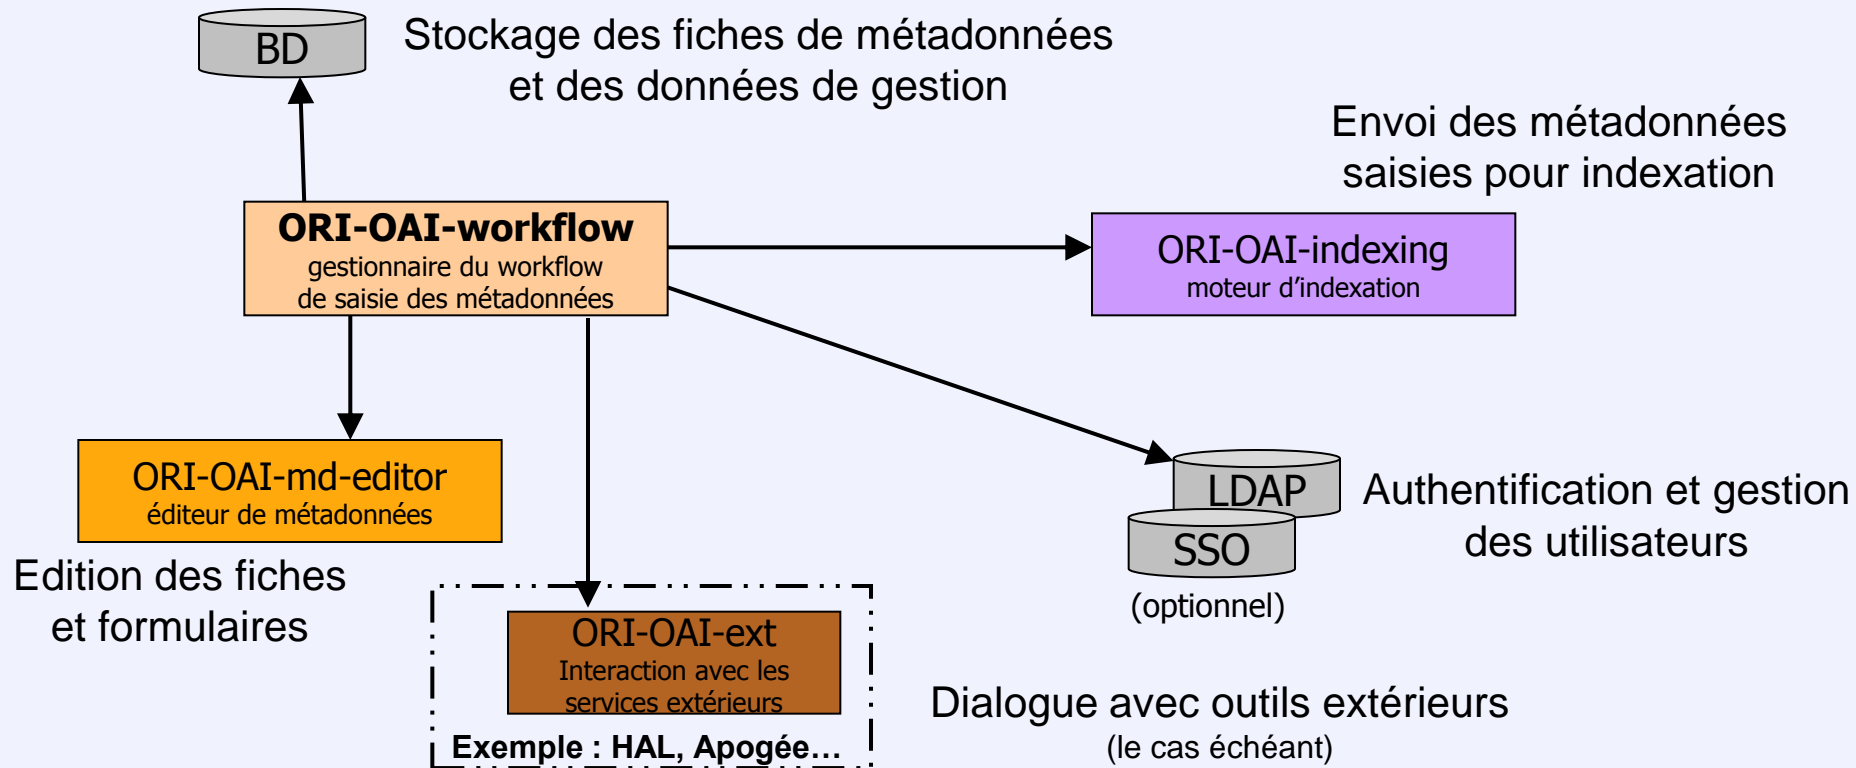 BD
Stockage des fiches de métadonnées
et des données de gestion
Envoi des métadonnées
saisies pour indexation
ORI-OAI-workflow
gestionnaire du workflow
de saisie des métadonnées
ORI-OAI-indexing
moteur d’indexation
ORI-OAI-md-editor
éditeur de métadonnées
Edition des fiches
et formulaires
LDAP
SSO
(optionnel)
Authentification et gestion
des utilisateurs
ORI-OAI-ext
Interaction avec les
services extérieurs
Exemple : HAL, Apogée…
Dialogue avec outils extérieurs
(le cas échéant)